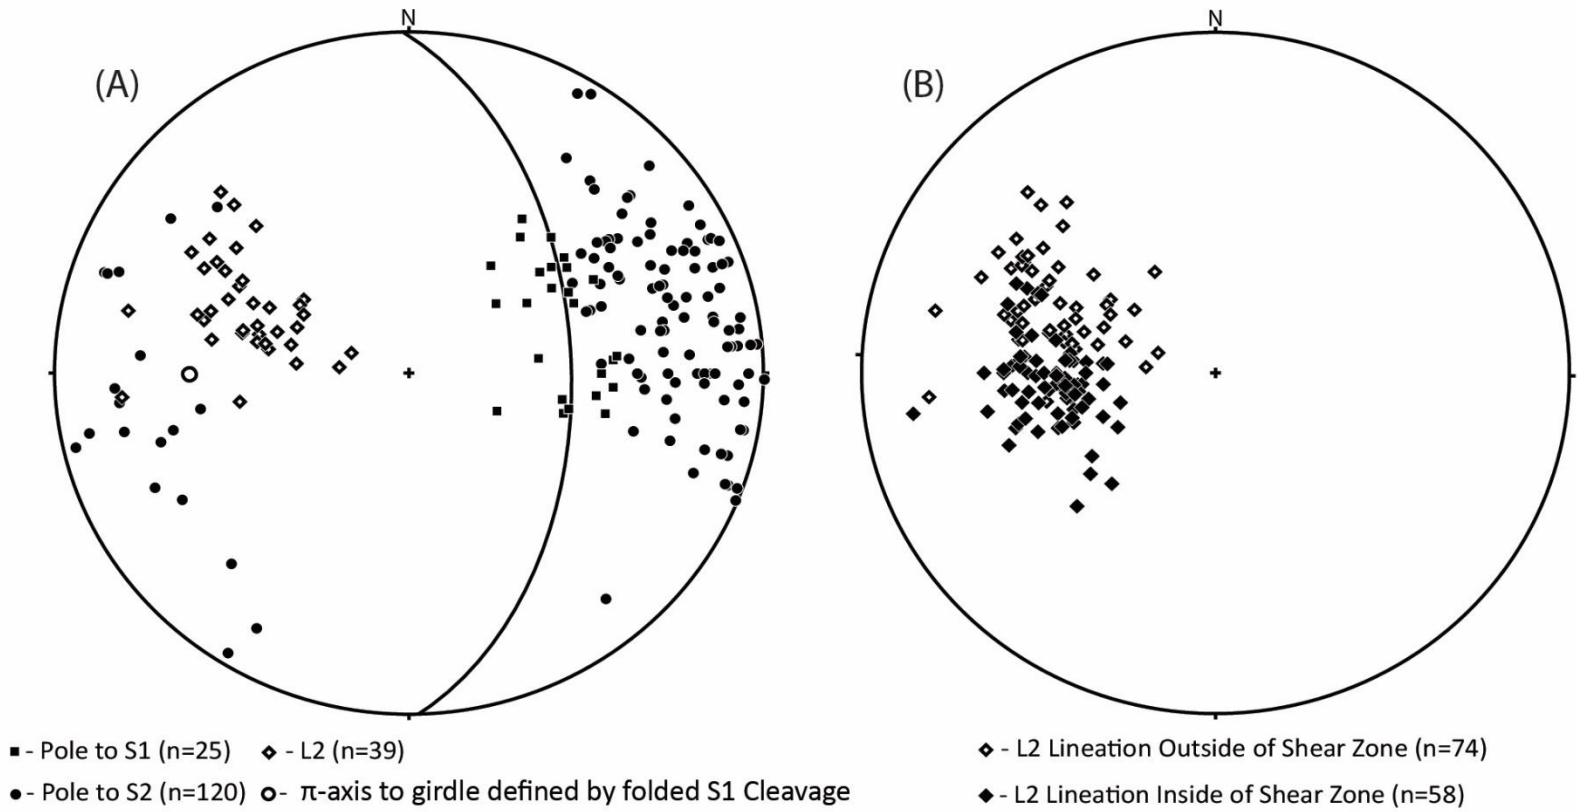 N
N
(A)
(B)
- Pole to S1 (n=25) - L2 (n=39)
- Pole to S2 (n=120) - π-axis to girdle defined by folded S1 Cleavage
- L2 Lineation Outside of Shear Zone (n=74)
- L2 Lineation Inside of Shear Zone (n=58)